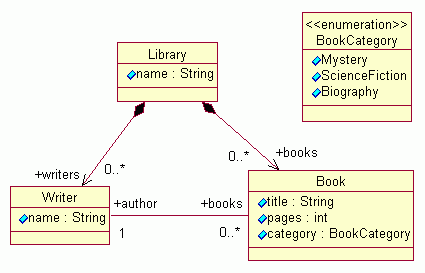 <<enumeration>>
BookCategory
Mystery
ScienceFiction
Biography
Library
name : String
+writers
0..*
0..*
+books
Writer
name : String
+author
1
+books
0..*
Book
title : String
pages : int
category : BookCategory